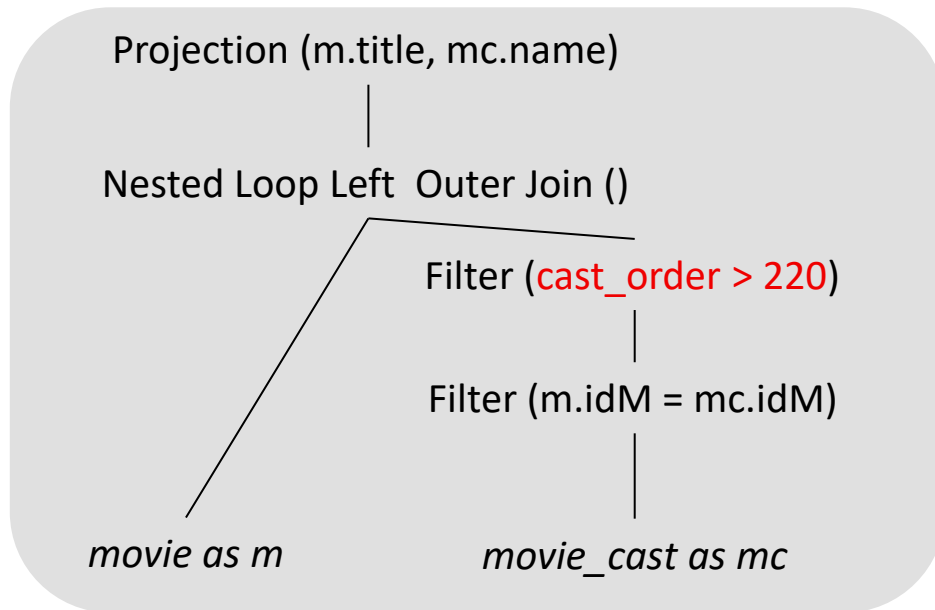 Projection (m.title, mc.name)
Nested Loop Left  Outer Join ()
Filter (cast_order > 220)
Filter (m.idM = mc.idM)
movie as m
movie_cast as mc